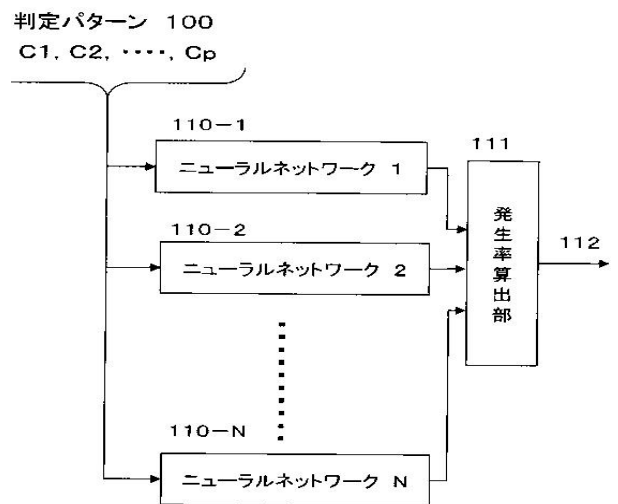 判定パターン 100
C1, C2, ・・・・, Cp
110-1
ニューラルネットワーク 1
111
110-2
ニューラルネットワーク 2
発生率算出部
112
110-N
ニューラルネットワーク N